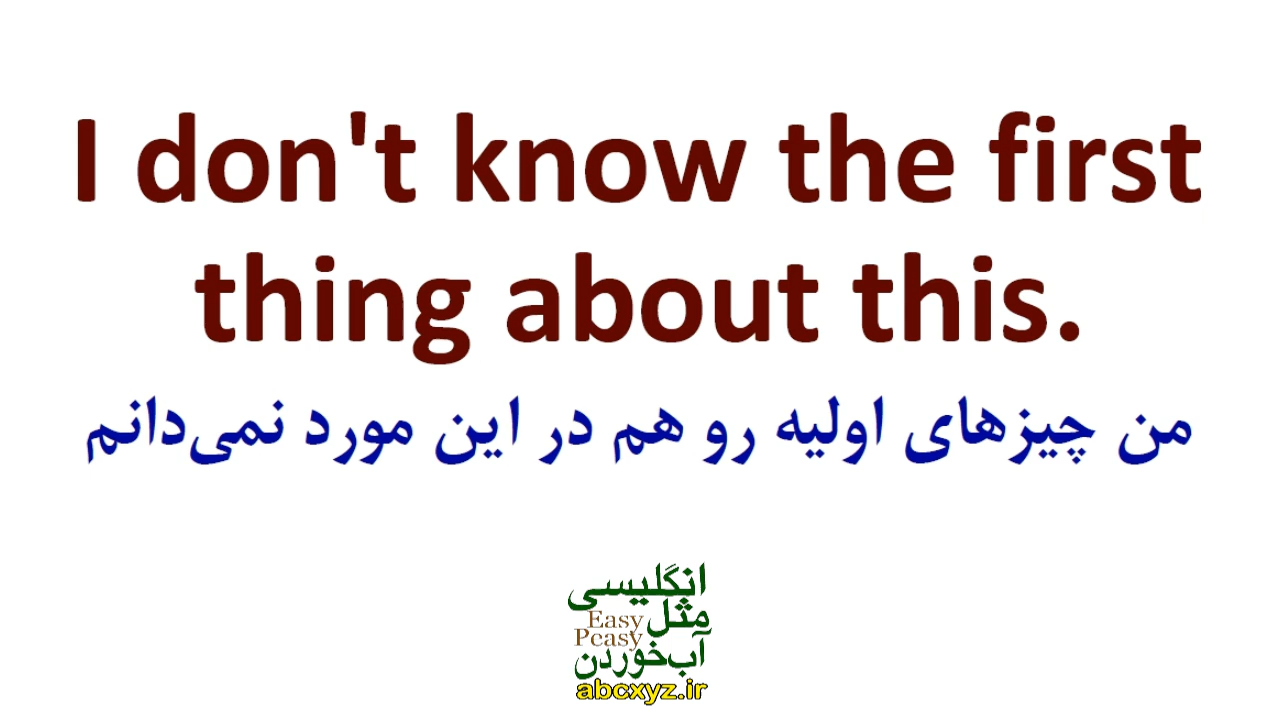 I don't know the first
thing about this.
من چیزهای اولیه رو هم در این مورد نمی‌دانم
انگلیسی
مثل
Easy
Peasy
آب‌خوردن
abcxyz.ir